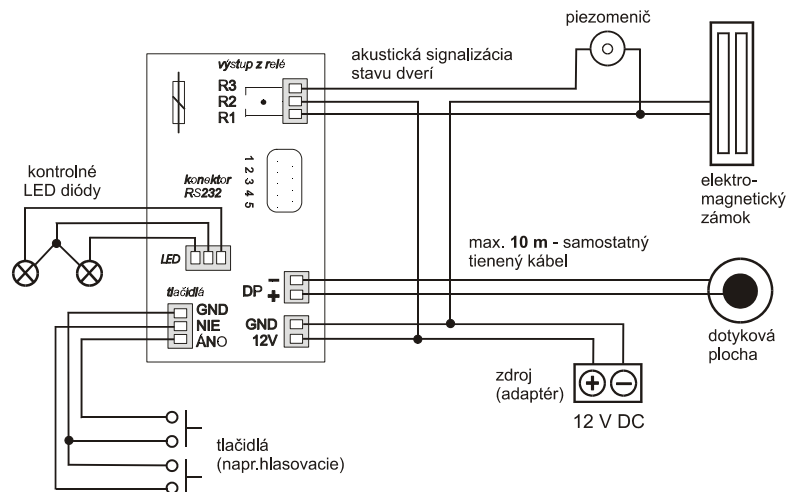 piezomenič
akustická signalizácia
stavu dverí
výstup z relé
R3
R2
R1
elektro-
magnetický
zámok
kontrolné
LED diódy
konektor
RS232
1 2 3 4 5
LED
max. 10 m - samostatný
tienený kábel
DP
−
+
tlačidlá
GND
NIE
ÁNO
GND
12V
dotyková
plocha
zdroj
(adaptér)
+ −
12 V DC
tlačidlá
(napr.hlasovacie)